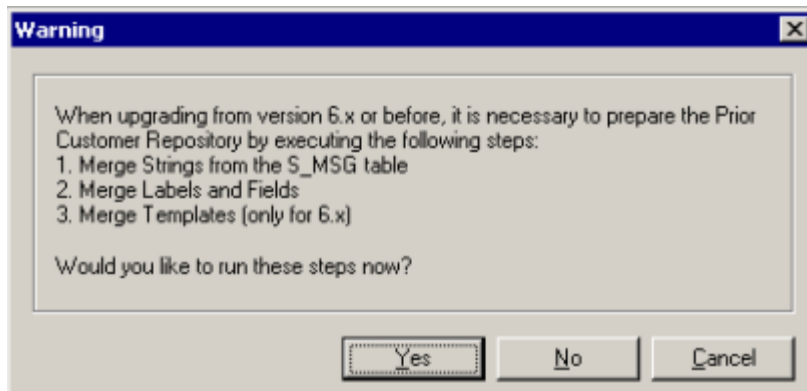 Warning
When upgrading from version 6.x or before, it is necessary to prepare the Prior
Customer Repository by executing the following steps:
1. Merge Strings from the S_MSG table
2. Merge Labels and Fields
3. Merge Templates (only for 6.x)
Would you like to run these steps now?
Yes No Cancel